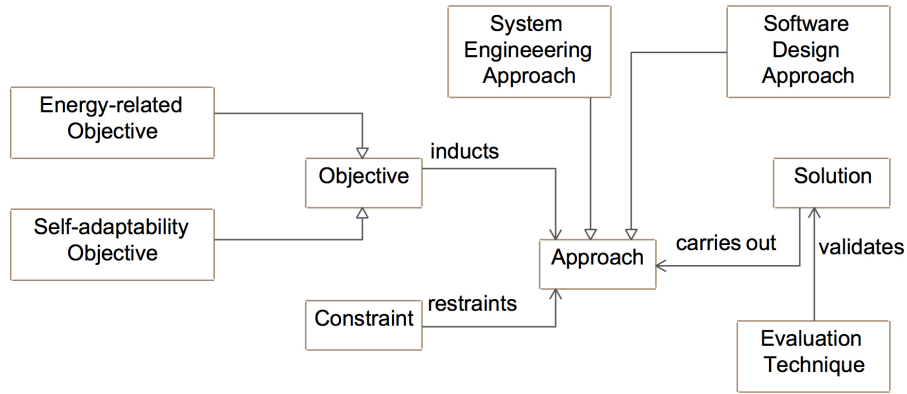 System
Engineeering
Approach
Software
Design
Approach
Energy-related
Objective
inducts
Objective
Solution
Self-adaptability
Objective
carries out
validates
Approach
restraints
Constraint
Evaluation
Technique